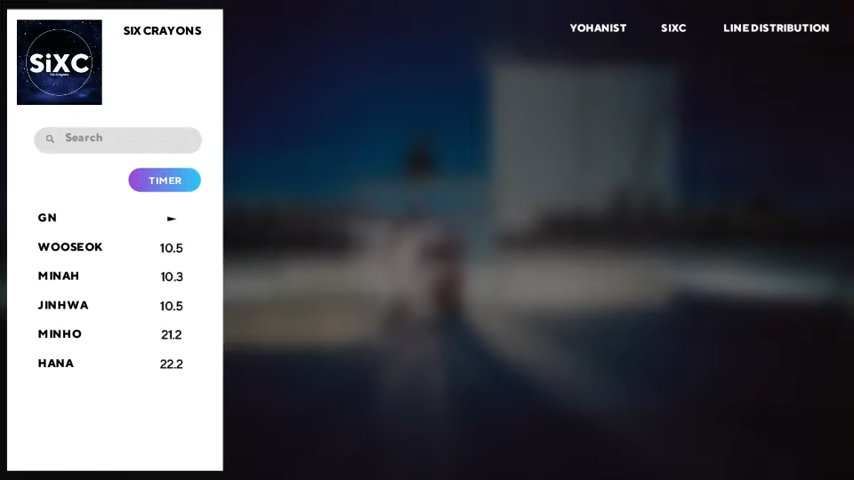 SIX CRAYONS
YOHANIST SIXC LINE DISTRIBUTION
SiXC
Search
TIMER
GN ►
WOOSEOK 10.5
MINAH 10.3
JINHWA 10.5
MINHO 21.2
HANA 22.2